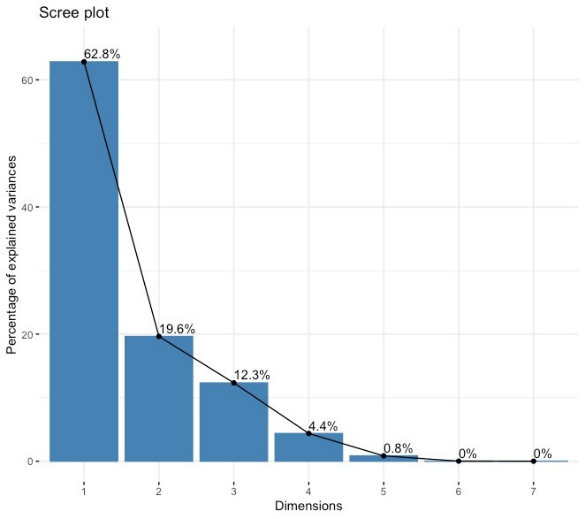 Scree plot
Percentage of explained variances
60
40
20
0
62.8%
19.6%
12.3%
4.4%
0.8%
0%
0%
1 2 3 4 5 6 7
Dimensions